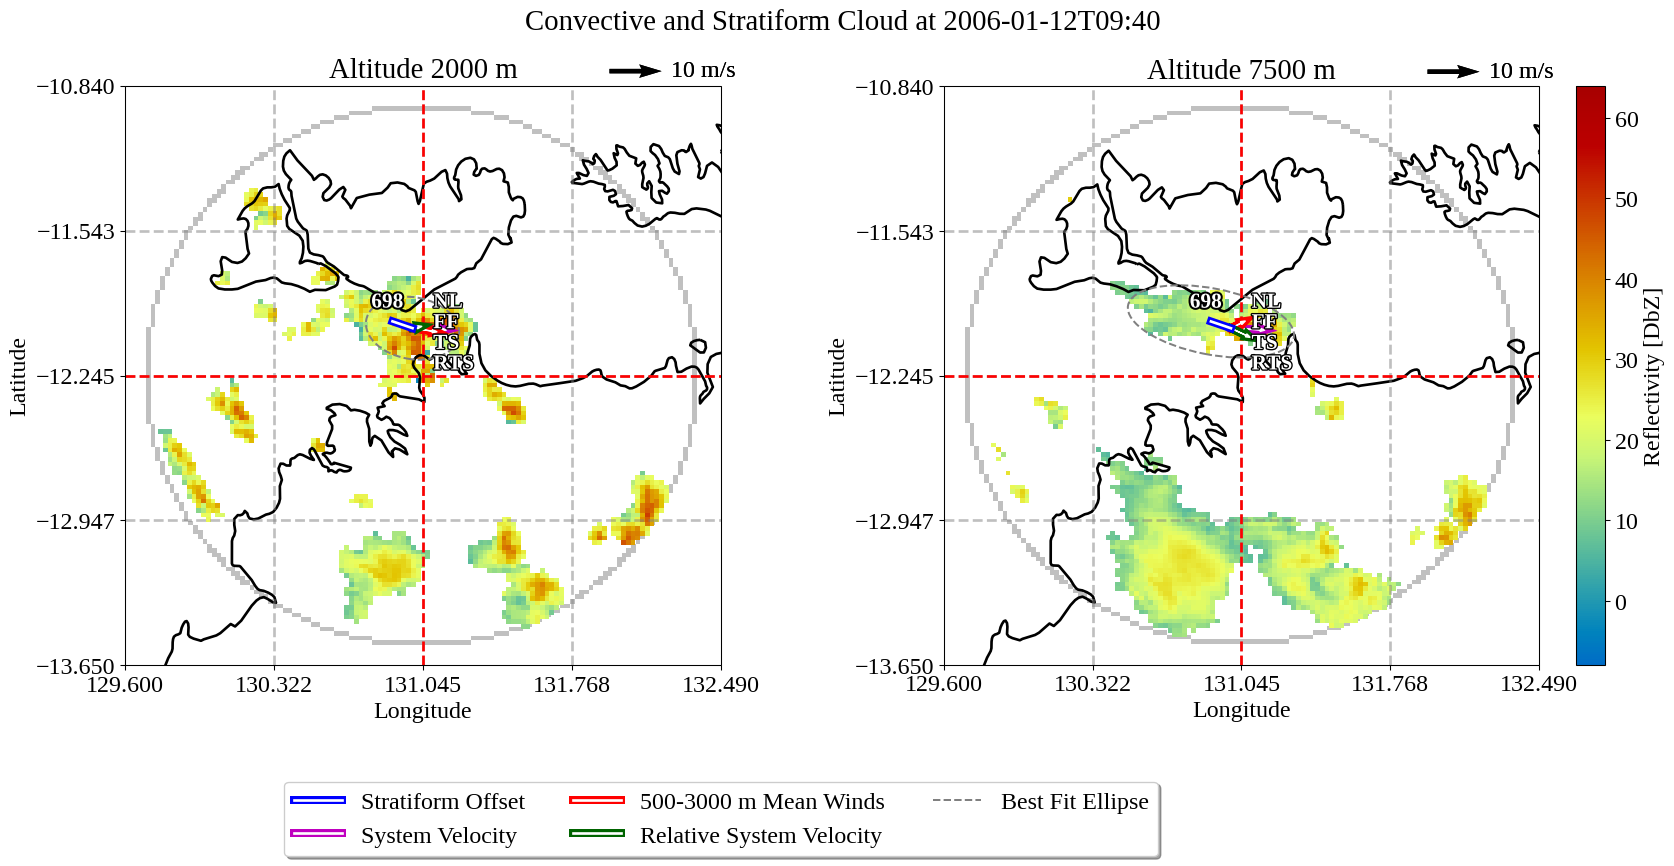 Convective and Stratiform Cloud at 2006-01-12T09:40
Altitude 2000 m
10 m/s
−10.840
−11.543
−12.245
−12.947
−13.650
129.600
130.322
131.045
131.768
132.490
Latitude
Longitude
698
NL
FF
TS
RTS
Altitude 7500 m
10 m/s
−10.840
−11.543
−12.245
−12.947
−13.650
129.600
130.322
131.045
131.768
132.490
Latitude
Longitude
698
NL
FF
TS
RTS
60
50
40
30
20
10
0
Reflectivity [DbZ]
Stratiform Offset
System Velocity
500-3000 m Mean Winds
Relative System Velocity
Best Fit Ellipse